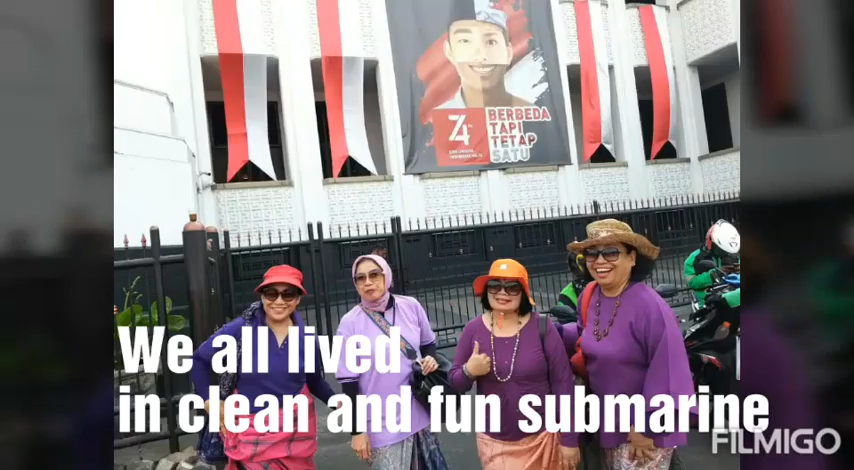 74
BERBEDA
TAPI
TETAP
SATU
We all lived
in clean and fun submarine
FILMIGO